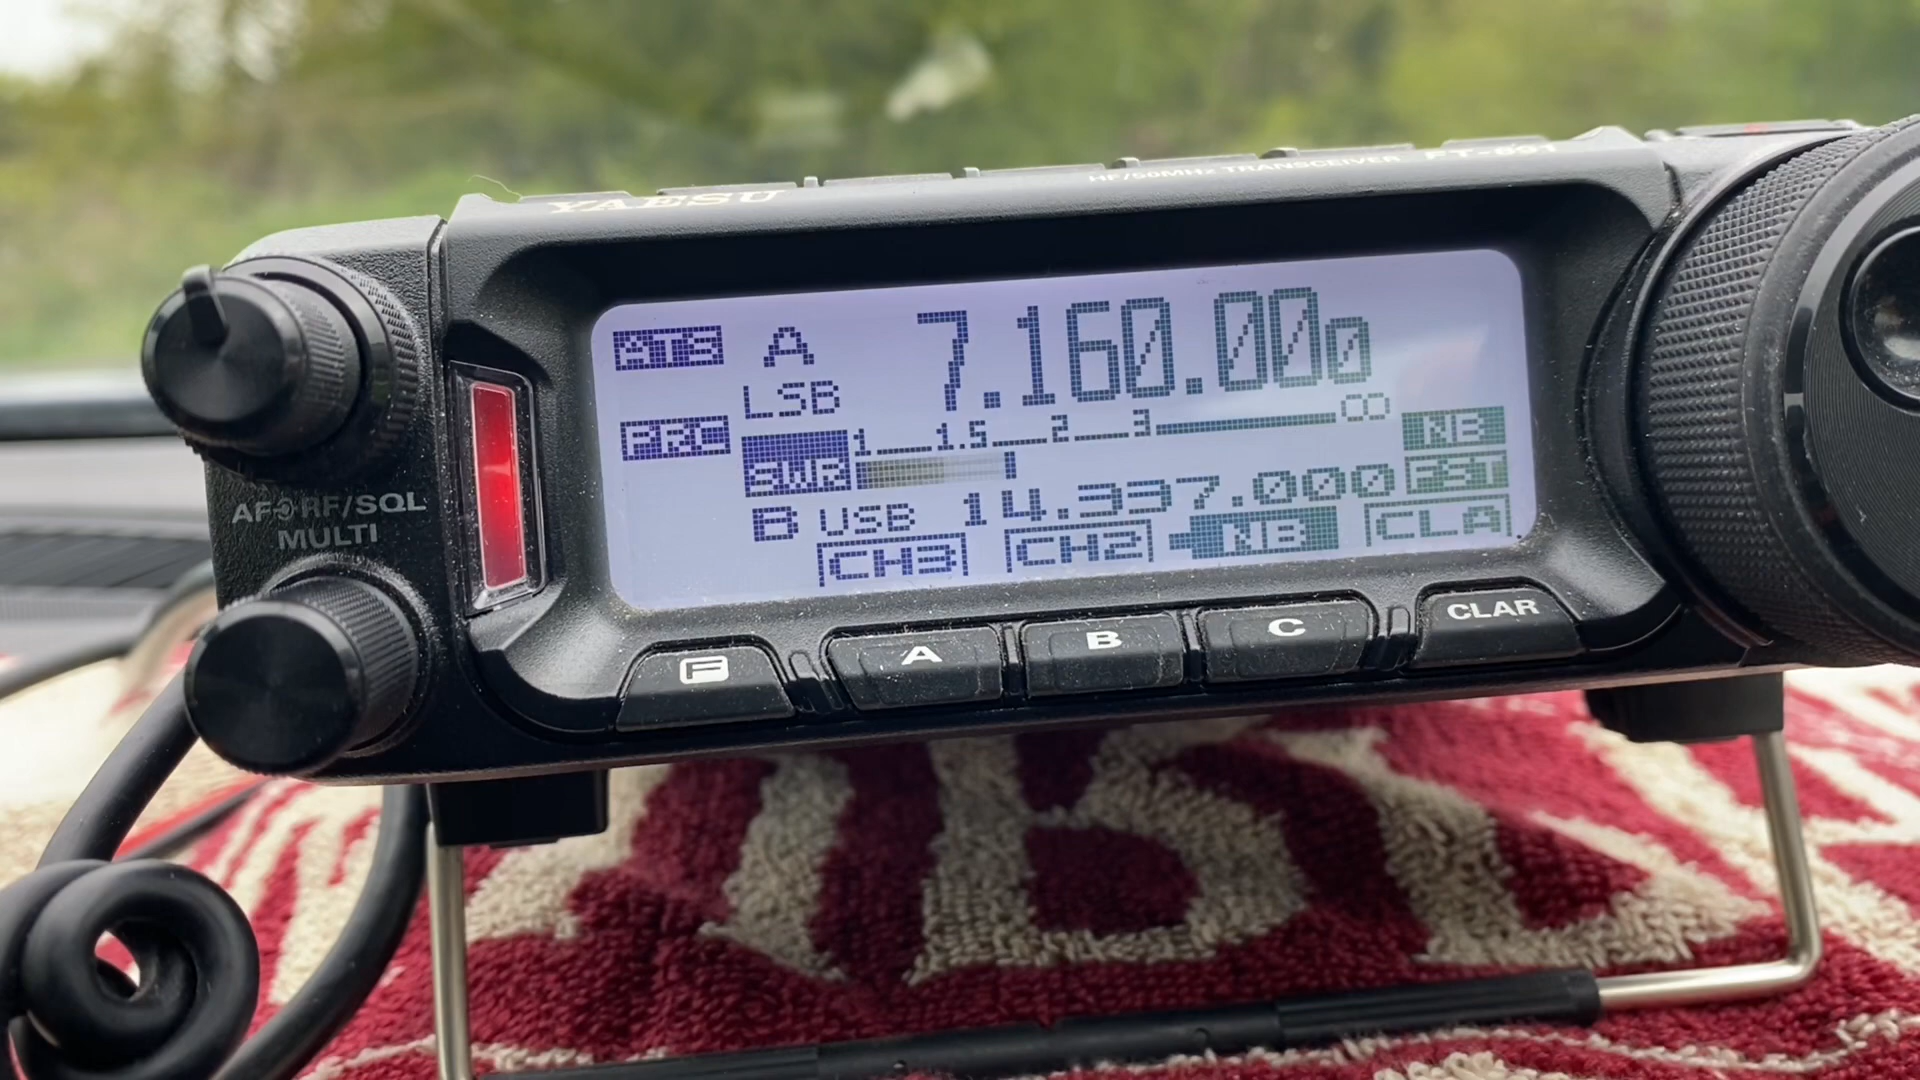 YAESU HF/50MHz TRANSCEIVER FT-891
ATS A 7.160.000
LSB
PRC 1 1.5 2 3 ∞ NB
SWR FST
B USB 14.337.000
CH3 CH2 NB CLA
AF RF/SQL
MULTI
F A B C CLAR